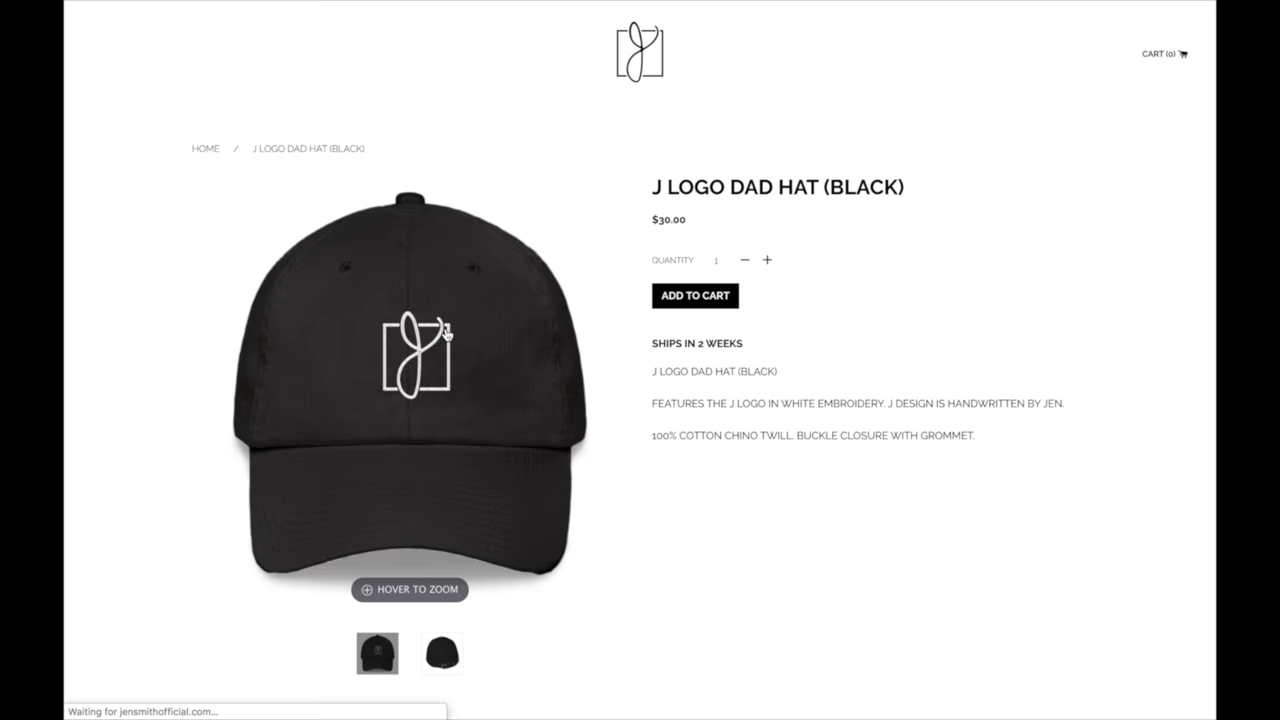 CART (0)
HOME / J LOGO DAD HAT (BLACK)
J LOGO DAD HAT (BLACK)
$30.00
QUANTITY 1 − +
ADD TO CART
SHIPS IN 2 WEEKS
J LOGO DAD HAT (BLACK)
FEATURES THE J LOGO IN WHITE EMBROIDERY. J DESIGN IS HANDWRITTEN BY JEN.
100% COTTON CHINO TWILL. BUCKLE CLOSURE WITH GROMMET.
HOVER TO ZOOM
Waiting for jensmithofficial.com...